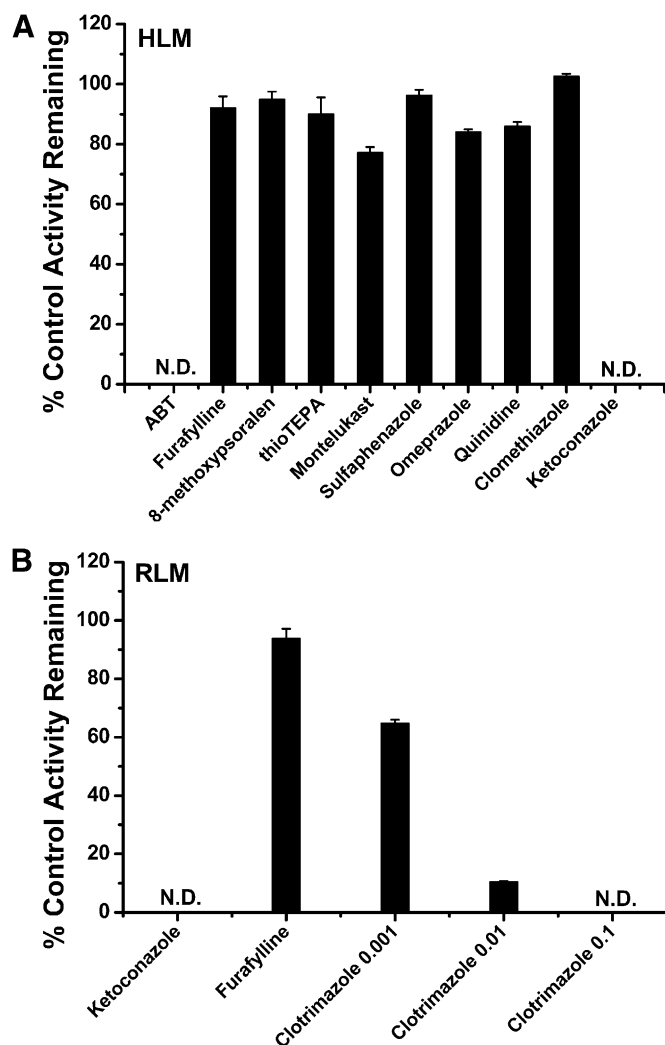 A
HLM
% Control Activity Remaining
120
100
80
60
40
20
0
N.D.
N.D.
ABT
Furafylline
8-methoxypsoralen
thioTEPA
Montelukast
Sulfaphenazole
Omeprazole
Quinidine
Clomethiazole
Ketoconazole
B
RLM
% Control Activity Remaining
120
100
80
60
40
20
0
N.D.
N.D.
Ketoconazole
Furafylline
Clotrimazole 0.001
Clotrimazole 0.01
Clotrimazole 0.1